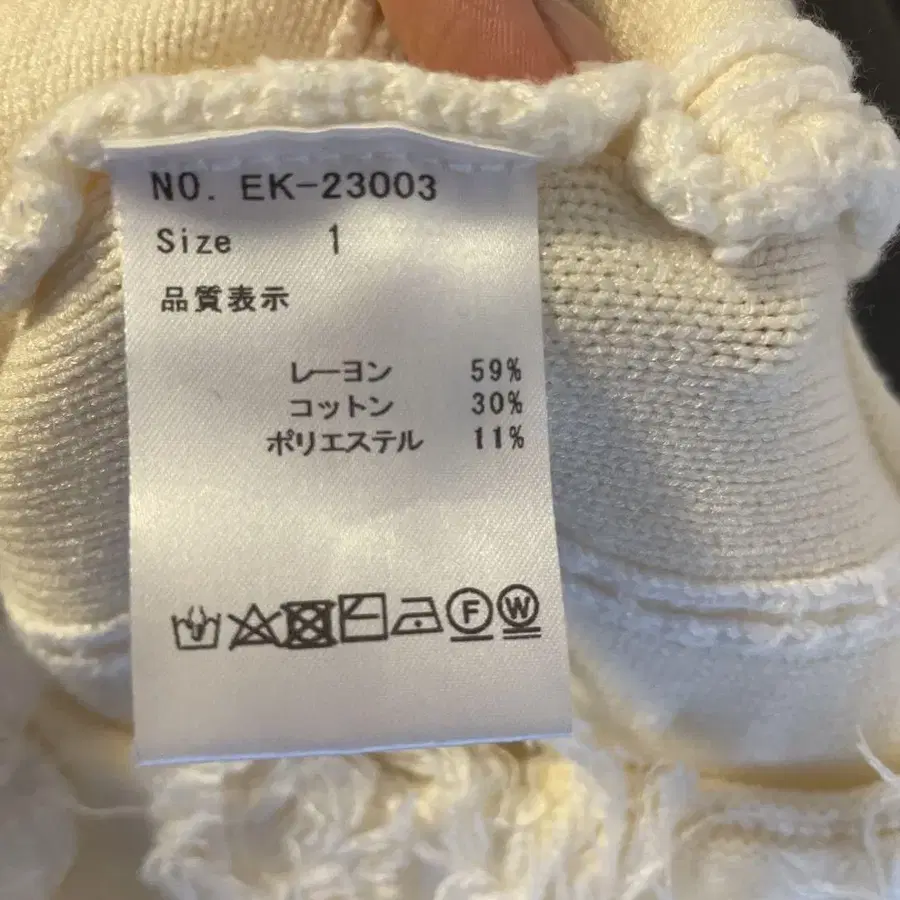 NO. EK-23003
Size 1
品質表示
レーヨン 59%
コットン 30%
ポリエステル 11%
F W